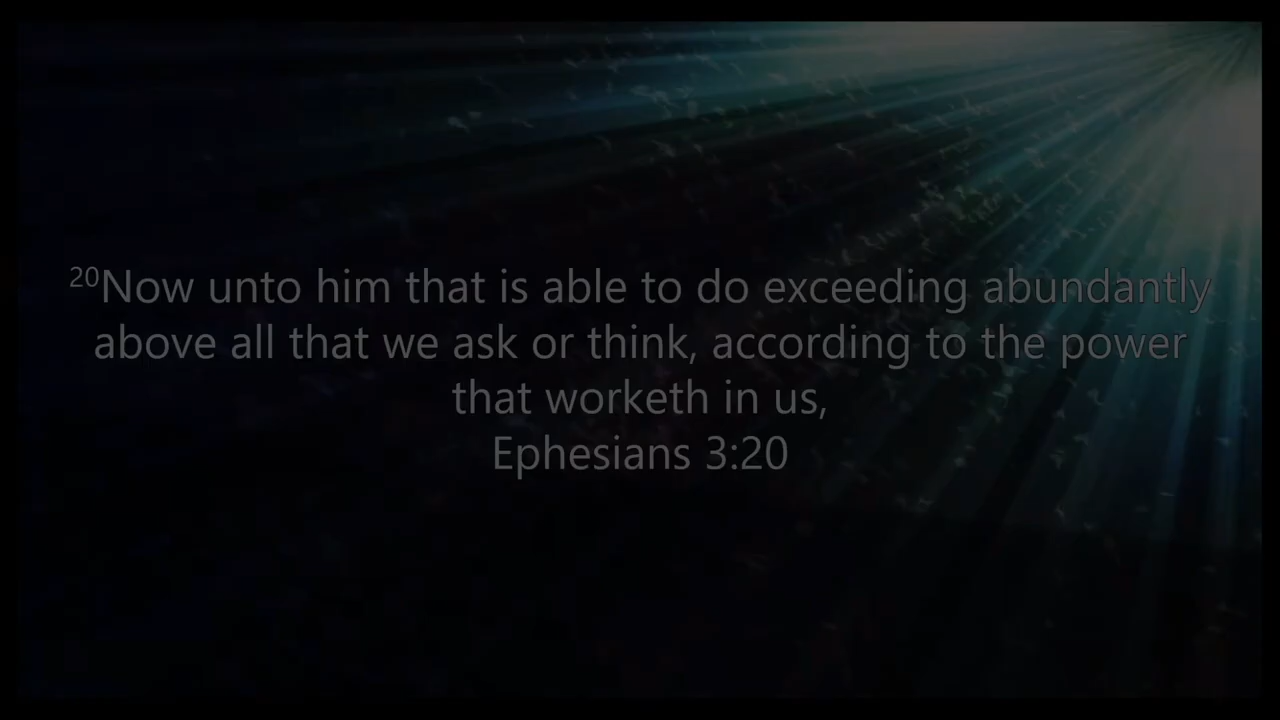 ²⁰Now unto him that is able to do exceeding abundantly
above all that we ask or think, according to the power
that worketh in us,
Ephesians 3:20